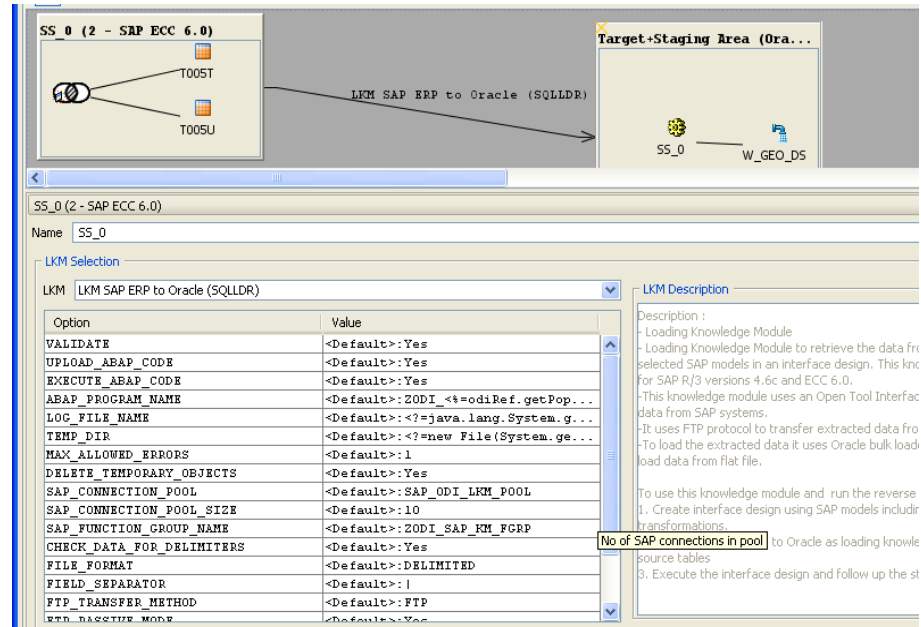 SS_0 (2 - SAP ECC 6.0)
T005T
T005U
LKM SAP ERP to Oracle (SQLLDR)
Target+Staging Area (Ora...
SS_0
W_GEO_DS
SS_0 (2 - SAP ECC 6.0)
Name SS_0
LKM Selection
LKM LKM SAP ERP to Oracle (SQLLDR)
Option Value
VALIDATE <Default>:Yes
UPLOAD_ABAP_CODE <Default>:Yes
EXECUTE_ABAP_CODE <Default>:Yes
ABAP_PROGRAM_NAME <Default>:ZODI_<%=odiRef.getPop...
LOG_FILE_NAME <Default>:<?=java.lang.System.g...
TEMP_DIR <Default>:<?=new File(System.ge...
MAX_ALLOWED_ERRORS <Default>:1
DELETE_TEMPORARY_OBJECTS <Default>:Yes
SAP_CONNECTION_POOL <Default>:SAP_ODI_LKM_POOL
SAP_CONNECTION_POOL_SIZE <Default>:10
SAP_FUNCTION_GROUP_NAME <Default>:ZODI_SAP_KM_FGRP
CHECK_DATA_FOR_DELIMITERS <Default>:Yes
FILE_FORMAT <Default>:DELIMITED
FIELD_SEPARATOR <Default>:|
FTP_TRANSFER_METHOD <Default>:FTP
FTP_PASSIVE_MODE <Default>:Yes
No of SAP connections in pool
LKM Description
Description :
- Loading Knowledge Module
- Loading Knowledge Module to retrieve the data fro
selected SAP models in an interface design. This kno
for SAP R/3 versions 4.6c and ECC 6.0.
-This knowledge module uses an Open Tool Interfac
data from SAP systems.
-It uses FTP protocol to transfer extracted data fro
-To load the extracted data it uses Oracle bulk loade
load data from flat file.
To use this knowledge module and run the reverse
1. Create interface design using SAP models includin
transformations.
to Oracle as loading knowle
source tables
3. Execute the interface design and follow up the st